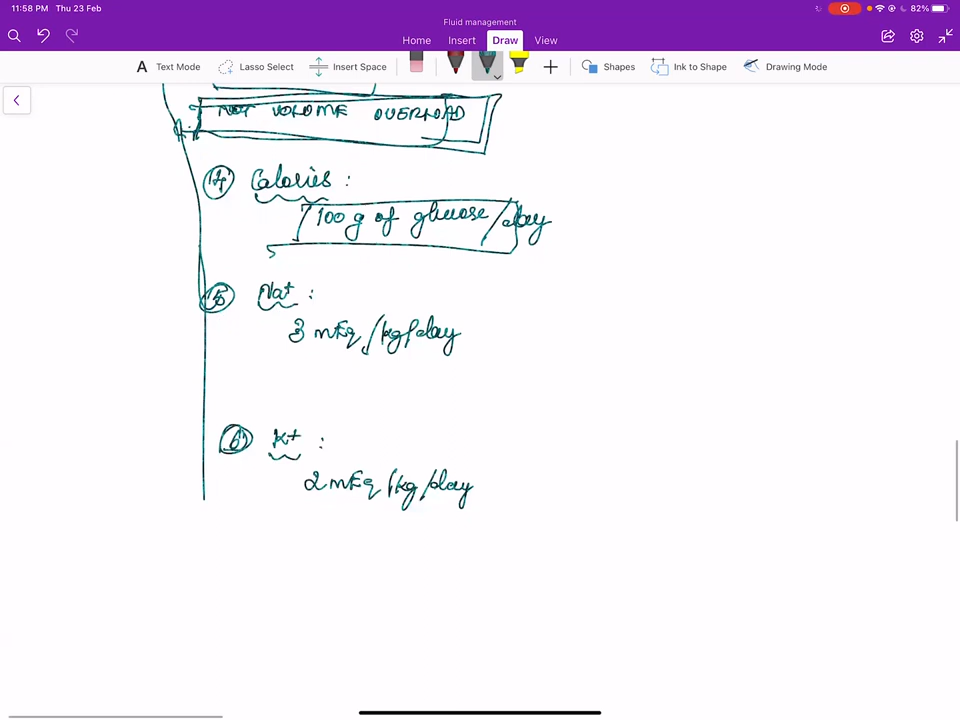 11:58 PM Thu 23 Feb 82%
Fluid management
Home Insert Draw View
A Text Mode Lasso Select Insert Space Shapes Ink to Shape Drawing Mode
NOT VOLUME OVERLOAD
4 Calories :
100 g of glucose/day
5 Na+ :
3 mEq/kg/day
6 K+ :
2 mEq/kg/day